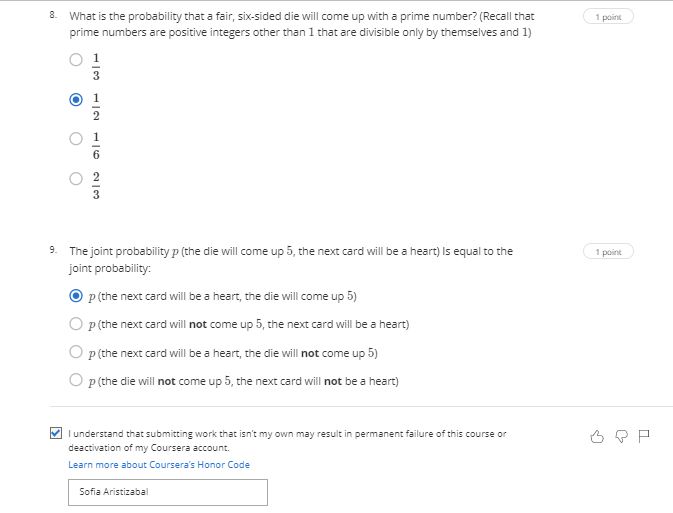 8. What is the probability that a fair, six-sided die will come up with a prime number? (Recall that
prime numbers are positive integers other than 1 that are divisible only by themselves and 1)
1 point
1/3
1/2
1/6
2/3
9. The joint probability p (the die will come up 5, the next card will be a heart) Is equal to the
joint probability:
1 point
p (the next card will be a heart, the die will come up 5)
p (the next card will not come up 5, the next card will be a heart)
p (the next card will be a heart, the die will not come up 5)
p (the die will not come up 5, the next card will not be a heart)
I understand that submitting work that isn't my own may result in permanent failure of this course or
deactivation of my Coursera account.
Learn more about Coursera's Honor Code
Sofia Aristizabal